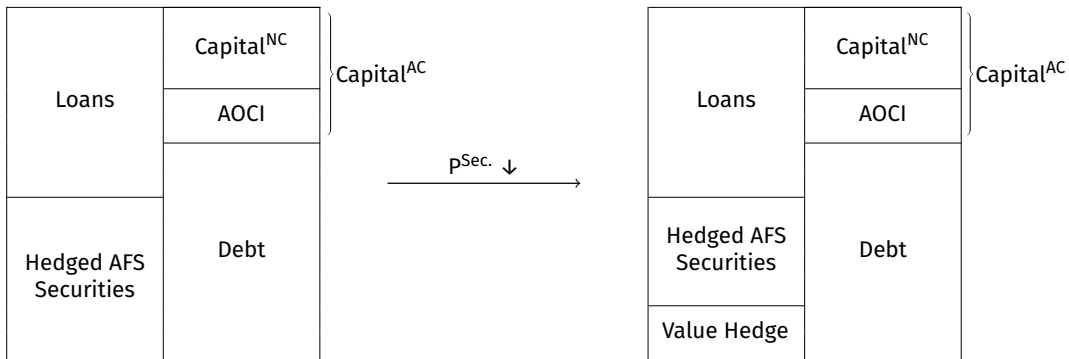 Loans
Capital^NC
AOCI
Capital^AC
Hedged AFS
Securities
Debt
P^Sec. ↓
Loans
Capital^NC
AOCI
Capital^AC
Hedged AFS
Securities
Value Hedge
Debt